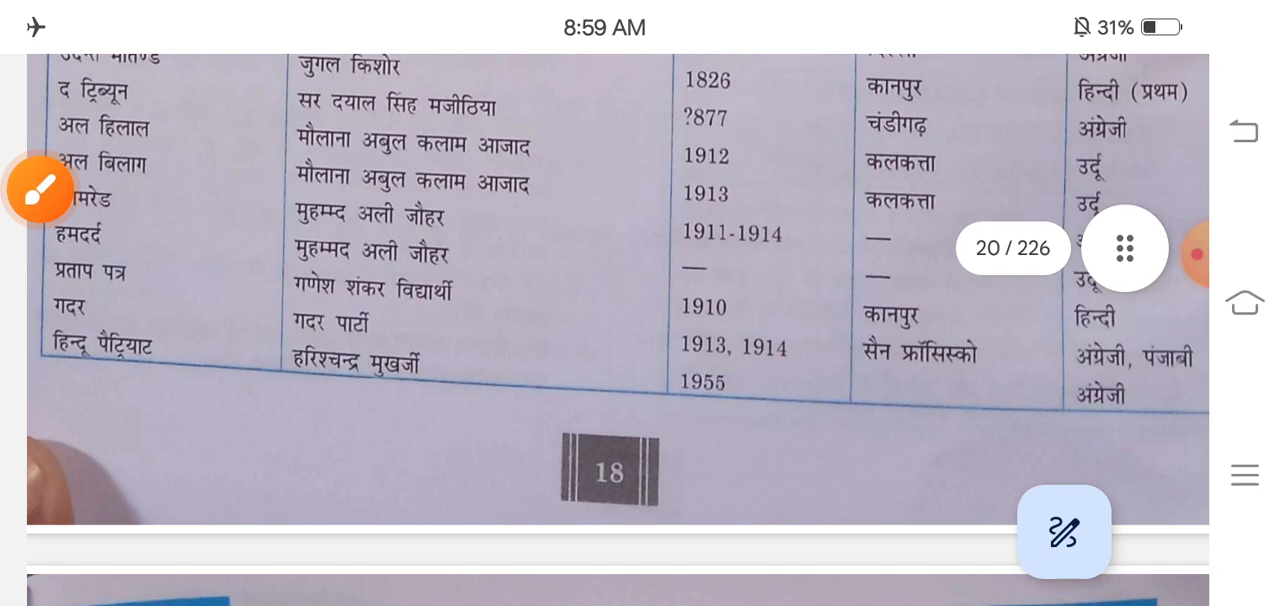 8:59 AM 31%
जुगल किशोर 1826 कानपुर हिन्दी (प्रथम)
द ट्रिब्यून सर दयाल सिंह मजीठिया ?877 चंडीगढ़ अंग्रेजी
अल हिलाल मौलाना अबुल कलाम आजाद 1912 कलकत्ता उर्दू
अल बिलाग मौलाना अबुल कलाम आजाद 1913 कलकत्ता उर्दू
मरेड मुहम्म्द अली जौहर 1911-1914 —
हमदर्द मुहम्मद अली जौहर — —
प्रताप पत्र गणेश शंकर विद्यार्थी 1910 कानपुर हिन्दी
गदर गदर पार्टी 1913, 1914 सैन फ्रॉसिस्को अंग्रेजी, पंजाबी
हिन्दू पैट्रियाट हरिश्चन्द्र मुखर्जी 1955 अंग्रेजी
20 / 226
18